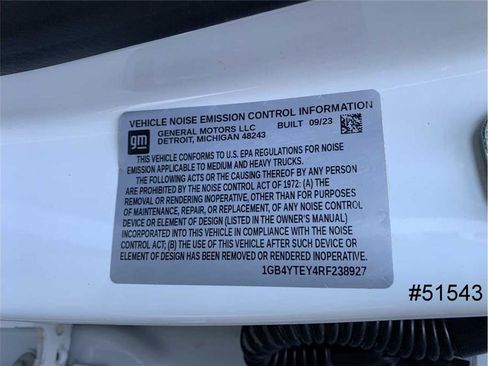 VEHICLE NOISE EMISSION CONTROL INFORMATION
gm GENERAL MOTORS LLC BUILT 09/23
DETROIT, MICHIGAN 48243
THIS VEHICLE CONFORMS TO U.S. EPA REGULATIONS FOR NOISE
EMISSION APPLICABLE TO MEDIUM AND HEAVY TRUCKS.
THE FOLLOWING ACTS OR THE CAUSING THEREOF BY ANY PERSON
ARE PROHIBITED BY THE NOISE CONTROL ACT OF 1972: (A) THE
REMOVAL OR RENDERING INOPERATIVE, OTHER THAN FOR PURPOSES
OF MAINTENANCE, REPAIR, OR REPLACEMENT, OF ANY NOISE CONTROL
DEVICE OR ELEMENT OF DESIGN (LISTED IN THE OWNER'S MANUAL)
INCORPORATED INTO THIS VEHICLE IN COMPLIANCE WITH THE NOISE
CONTROL ACT; (B) THE USE OF THIS VEHICLE AFTER SUCH DEVICE OR
ELEMENT OF DESIGN HAS BEEN REMOVED OR RENDERED INOPERATIVE.
1GB4YTEY4RF238927
#51543